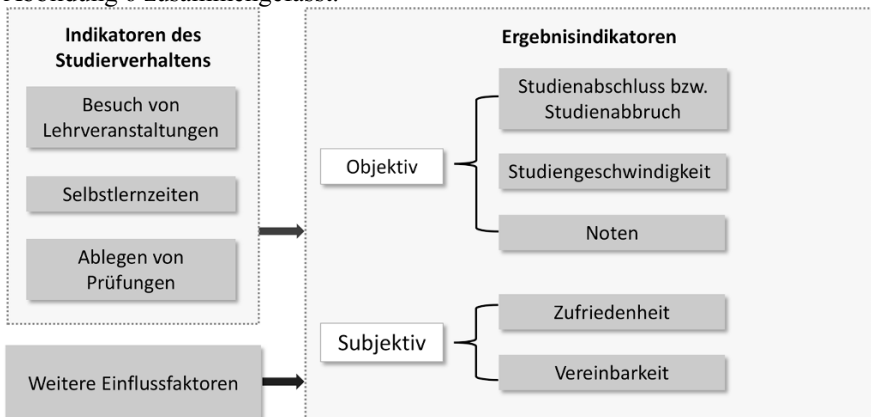 Abbildung 6 zusammengefasst.
Indikatoren des
Studierverhaltens
Besuch von
Lehrveranstaltungen
Selbstlernzeiten
Ablegen von
Prüfungen
Weitere Einflussfaktoren
Ergebnisindikatoren
Objektiv
Studienabschluss bzw.
Studienabbruch
Studiengeschwindigkeit
Noten
Subjektiv
Zufriedenheit
Vereinbarkeit